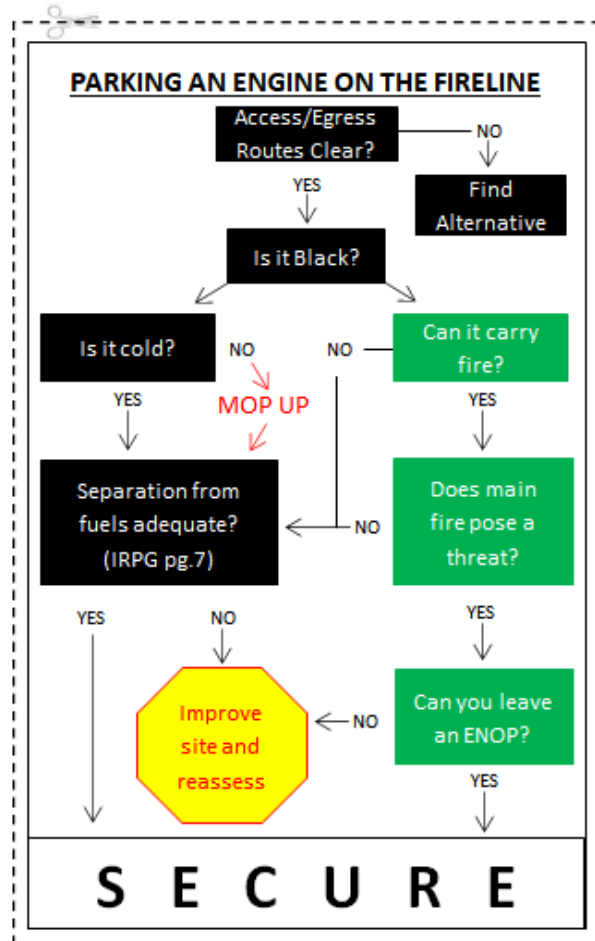 PARKING AN ENGINE ON THE FIRELINE
Access/Egress
Routes Clear?
NO
YES
Find
Alternative
Is it Black?
Is it cold?
NO
NO
Can it carry
fire?
YES
MOP UP
YES
Separation from
fuels adequate?
(IRPG pg.7)
NO
Does main
fire pose a
threat?
YES
NO
YES
Improve
site and
reassess
NO
Can you leave
an ENOP?
YES
S E C U R E